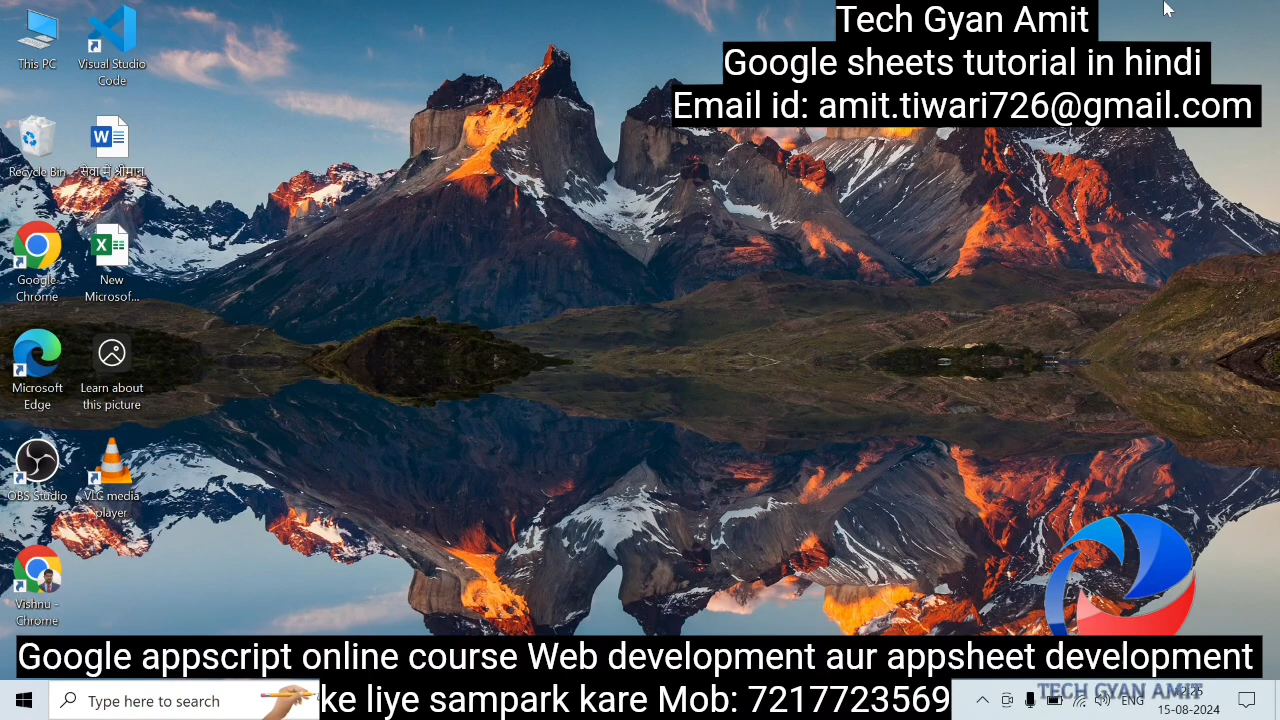 Tech Gyan Amit
Google sheets tutorial in hindi
Email id: amit.tiwari726@gmail.com
This PC
Visual Studio
Code
Recycle Bin
सेवा में श्रीमान
Google
Chrome
New
Microsof...
Microsoft
Edge
Learn about
this picture
OBS Studio
VLC media
player
Vishnu -
Chrome
Google appscript online course Web development aur appsheet development
ke liye sampark kare Mob: 7217723569
Type here to search
TECH GYAN AMIT
ENG
12:25
15-08-2024